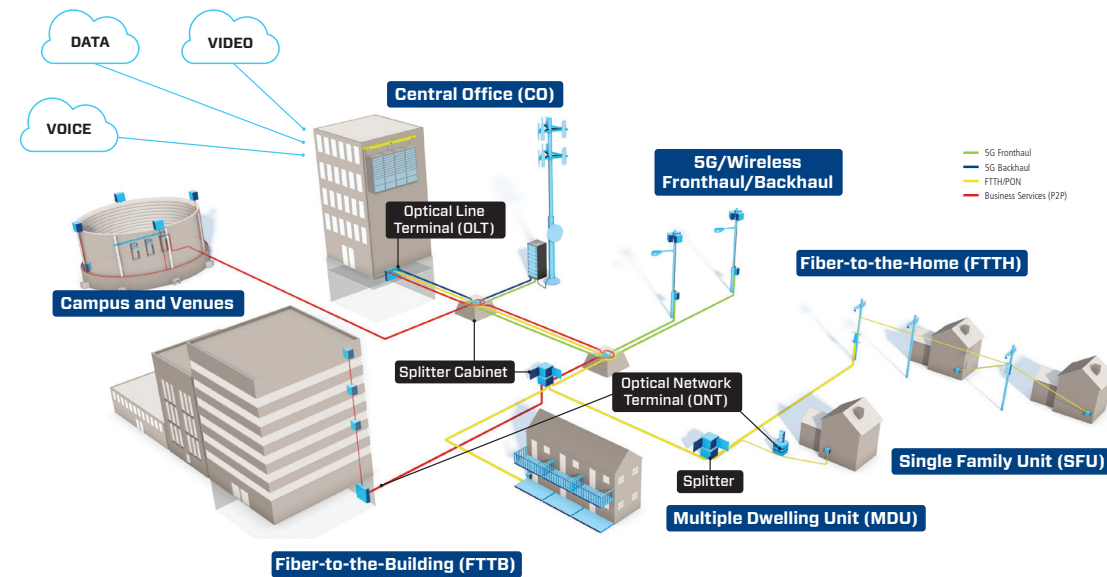 DATA
VIDEO
VOICE
Central Office (CO)
5G/Wireless
Fronthaul/Backhaul
5G Fronthaul
5G Backhaul
FTTH/PON
Business Services (P2P)
Optical Line
Terminal (OLT)
Fiber-to-the-Home (FTTH)
Campus and Venues
Splitter Cabinet
Optical Network
Terminal (ONT)
Single Family Unit (SFU)
Splitter
Multiple Dwelling Unit (MDU)
Fiber-to-the-Building (FTTB)